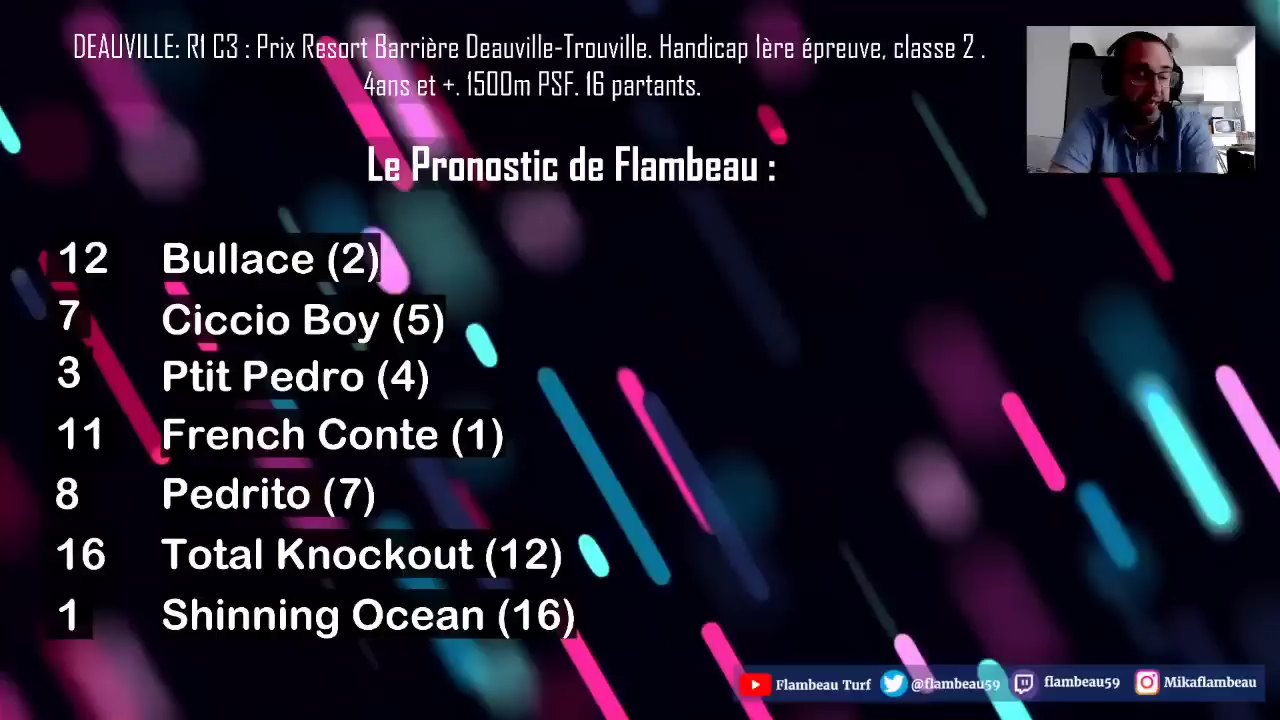 DEAUVILLE: R1 C3 : Prix Resort Barrière Deauville-Trouville. Handicap 1ère épreuve, classe 2 .
4ans et +. 1500m PSF. 16 partants.
Le Pronostic de Flambeau :
12 Bullace (2)
7 Ciccio Boy (5)
3 Ptit Pedro (4)
11 French Conte (1)
8 Pedrito (7)
16 Total Knockout (12)
1 Shinning Ocean (16)
Flambeau Turf @flambeau59 flambeau59 Mikaflambeau